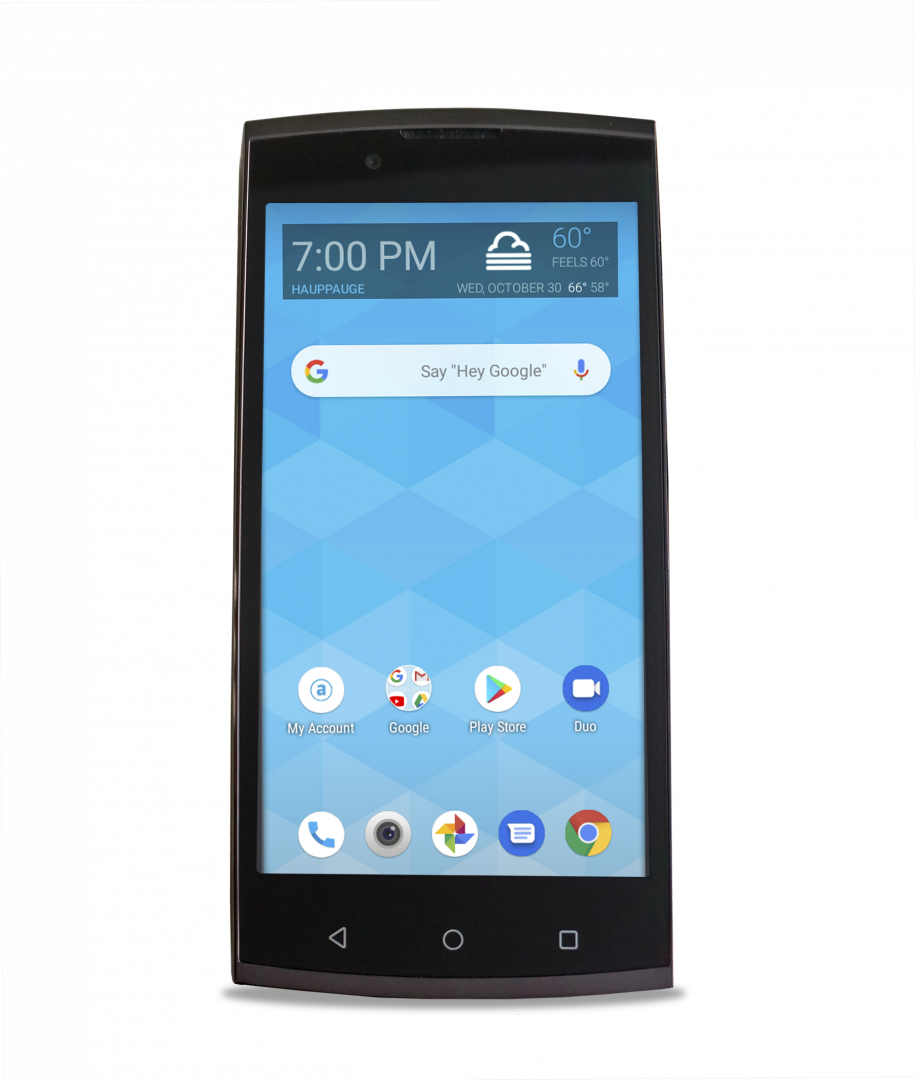 7:00 PM
60°
FEELS 60°
HAUPPAUGE
WED, OCTOBER 30 66° 58°
Say "Hey Google"
a
My Account
Google
Play Store
Duo